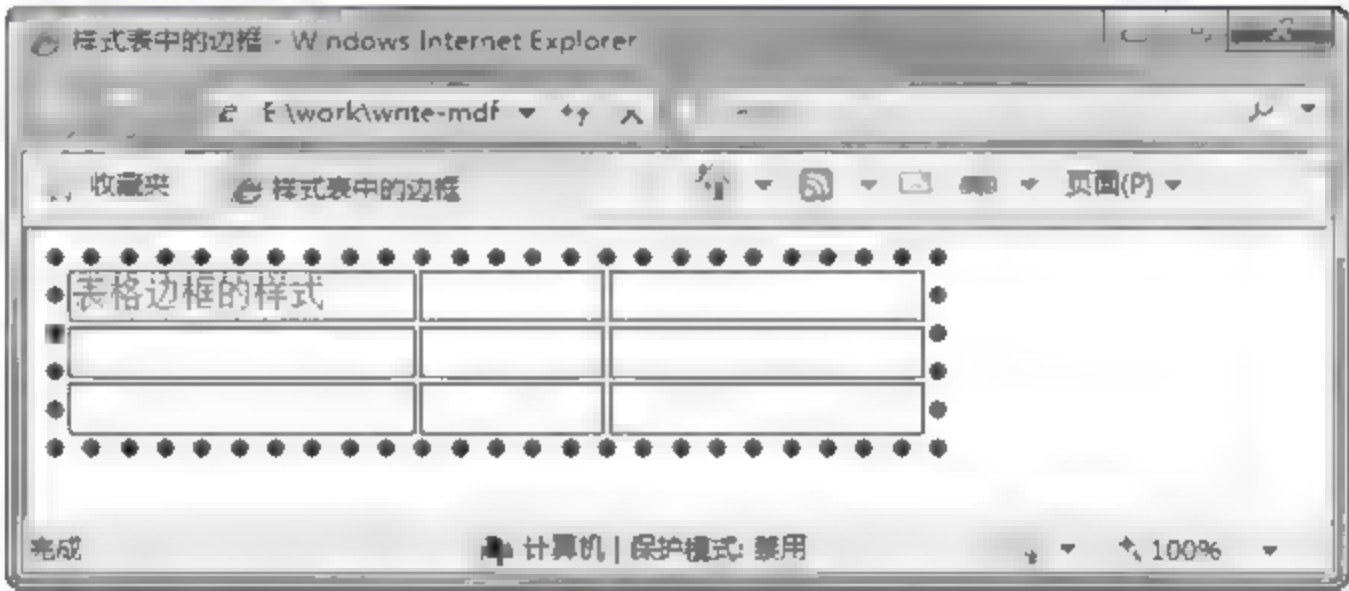 样式表中的边框 - Windows Internet Explorer
E:\work\write-mdf
收藏夹 样式表中的边框 页面(P)
表格边框的样式
完成 计算机 | 保护模式: 禁用 100%